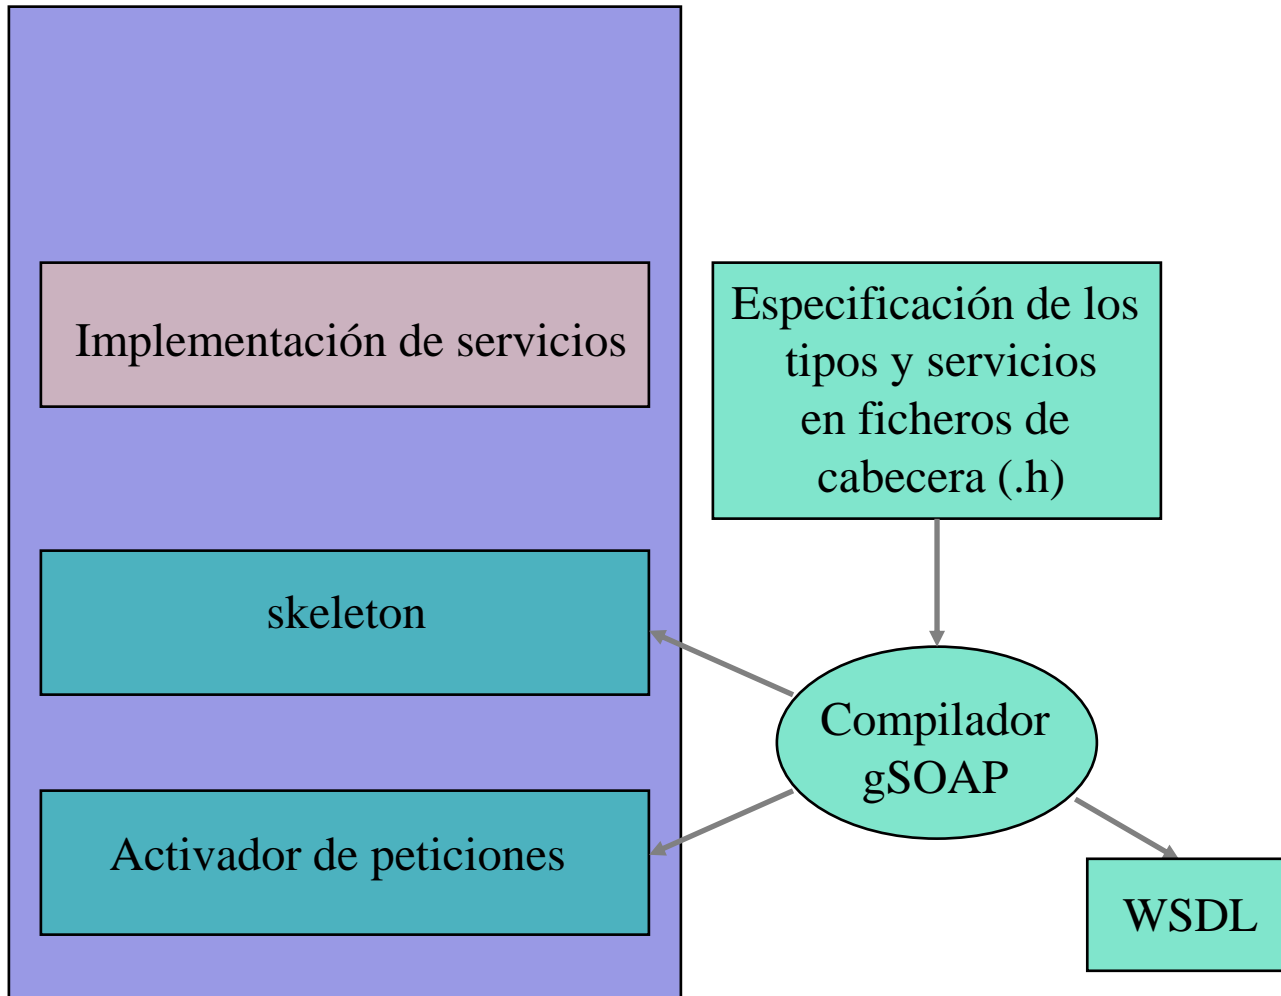 Implementación de servicios
Especificación de los
tipos y servicios
en ficheros de
cabecera (.h)
skeleton
Compilador
gSOAP
Activador de peticiones
WSDL